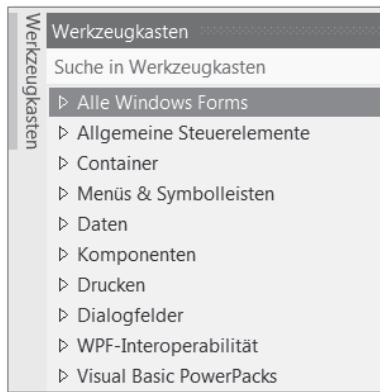 Werkzeugkasten
Werkzeugkasten
Suche in Werkzeugkasten
Alle Windows Forms
Allgemeine Steuerelemente
Container
Menüs & Symbolleisten
Daten
Komponenten
Drucken
Dialogfelder
WPF-Interoperabilität
Visual Basic PowerPacks